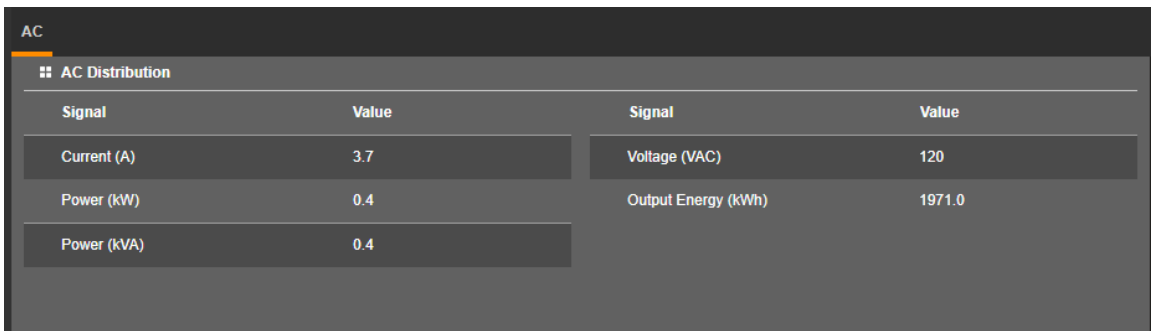 AC
AC Distribution
Signal Value Signal Value
Current (A) 3.7 Voltage (VAC) 120
Power (kW) 0.4 Output Energy (kWh) 1971.0
Power (kVA) 0.4